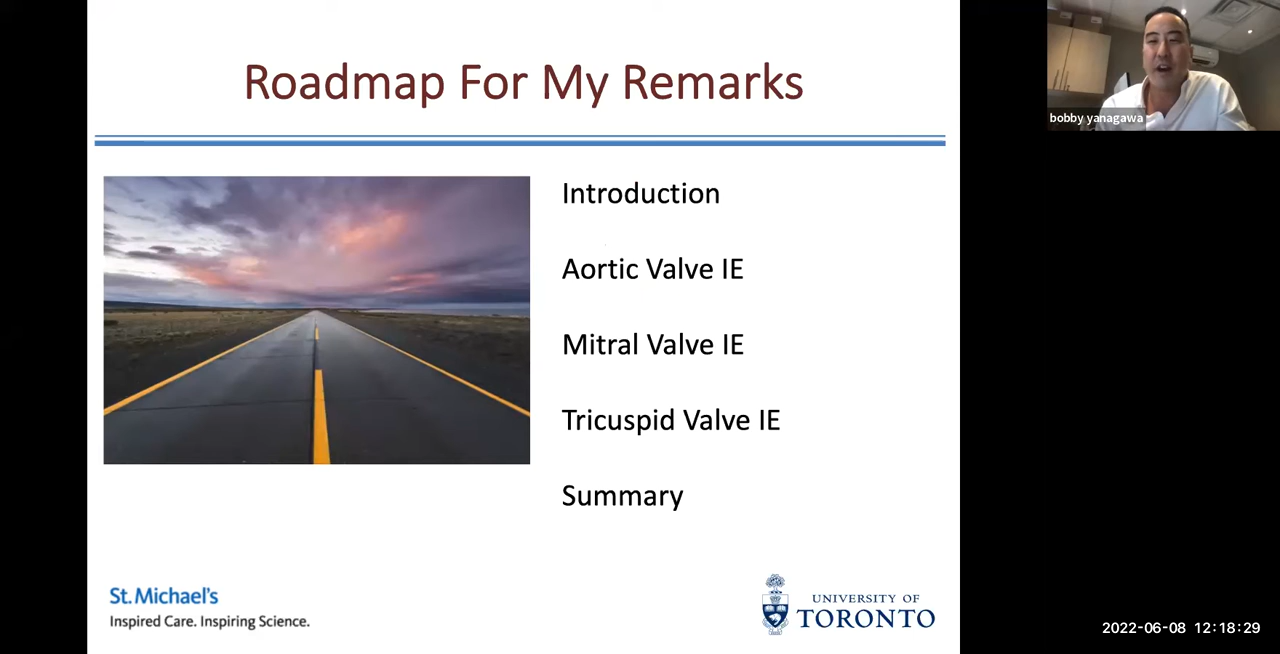 Roadmap For My Remarks
bobby yanagawa
Introduction
Aortic Valve IE
Mitral Valve IE
Tricuspid Valve IE
Summary
St. Michael's
Inspired Care. Inspiring Science.
UNIVERSITY OF
TORONTO
2022-06-08 12:18:29